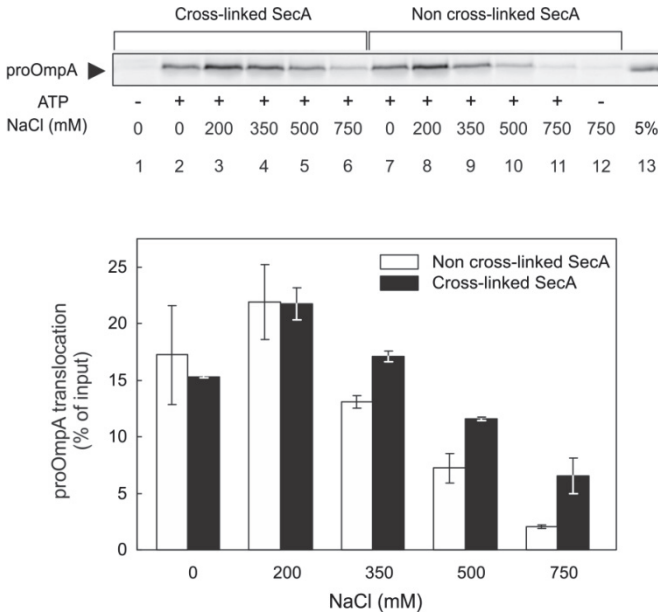 Cross-linked SecA Non cross-linked SecA
proOmpA
ATP - + + + + + + + + + + -
NaCl (mM) 0 0 200 350 500 750 0 200 350 500 750 750 5%
1 2 3 4 5 6 7 8 9 10 11 12 13
Non cross-linked SecA
Cross-linked SecA
proOmpA translocation
(% of input)
25
20
15
10
5
0
0 200 350 500 750
NaCl (mM)